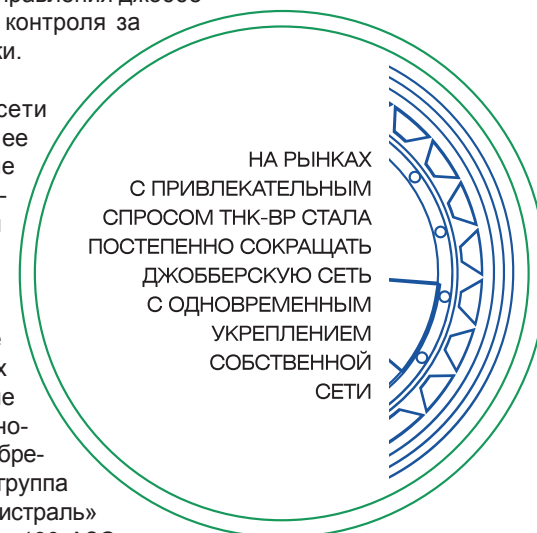 контроля за
ки.
сети
ее
НА РЫНКАХ
С ПРИВЛЕКАТЕЛЬНЫМ
СПРОСОМ ТНК-ВР СТАЛА
ПОСТЕПЕННО СОКРАЩАТЬ
ДЖОББЕРСКУЮ СЕТЬ
С ОДНОВРЕМЕННЫМ
УКРЕПЛЕНИЕМ
СОБСТВЕННОЙ
СЕТИ
но-
бре-
группа
истраль»